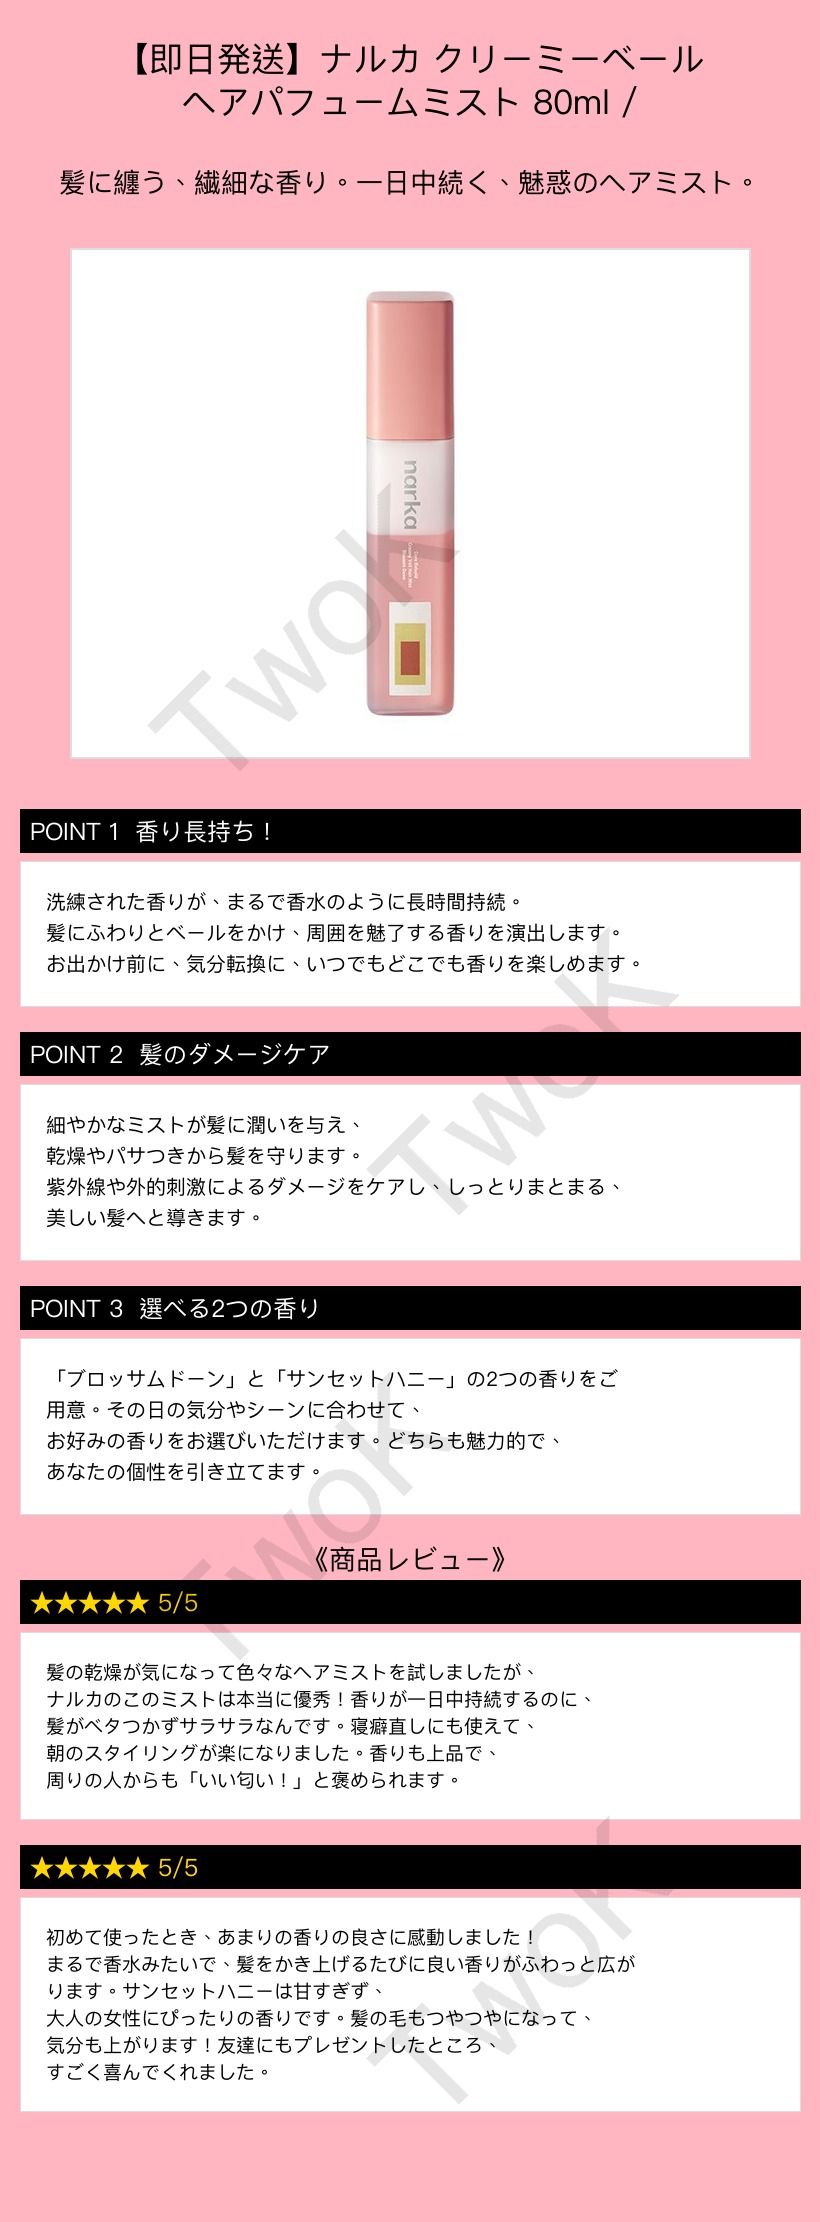 【即日発送】ナルカ クリーミーベール
ヘアパフュームミスト 80ml /
髪に纏う、繊細な香り。一日中続く、魅惑のヘアミスト。
narka
TwoK
POINT 1 香り長持ち！
洗練された香りが、まるで香水のように長時間持続。
髪にふわりとベールをかけ、周囲を魅了する香りを演出します。
お出かけ前に、気分転換に、いつでもどこでも香りを楽しめます。
TwoK
POINT 2 髪のダメージケア
細やかなミストが髪に潤いを与え、
乾燥やパサつきから髪を守ります。
紫外線や外的刺激によるダメージをケアし、しっとりまとまる、
美しい髪へと導きます。
POINT 3 選べる2つの香り
「ブロッサムドーン」と「サンセットハニー」の2つの香りをご
用意。その日の気分やシーンに合わせて、
お好みの香りをお選びいただけます。どちらも魅力的で、
あなたの個性を引き立てます。
TwoK
《商品レビュー》
★★★★★ 5/5
髪の乾燥が気になって色々なヘアミストを試しましたが、
ナルカのこのミストは本当に優秀！香りが一日中持続するのに、
髪がベタつかずサラサラなんです。寝癖直しにも使えて、
朝のスタイリングが楽になりました。香りも上品で、
周りの人からも「いい匂い！」と褒められます。
★★★★★ 5/5
初めて使ったとき、あまりの香りの良さに感動しました！
まるで香水みたいで、髪をかき上げるたびに良い香りがふわっと広が
ります。サンセットハニーは甘すぎず、
大人の女性にぴったりの香りです。髪の毛もつやつやになって、
気分も上がります！友達にもプレゼントしたところ、
すごく喜んでくれました。
TwoK